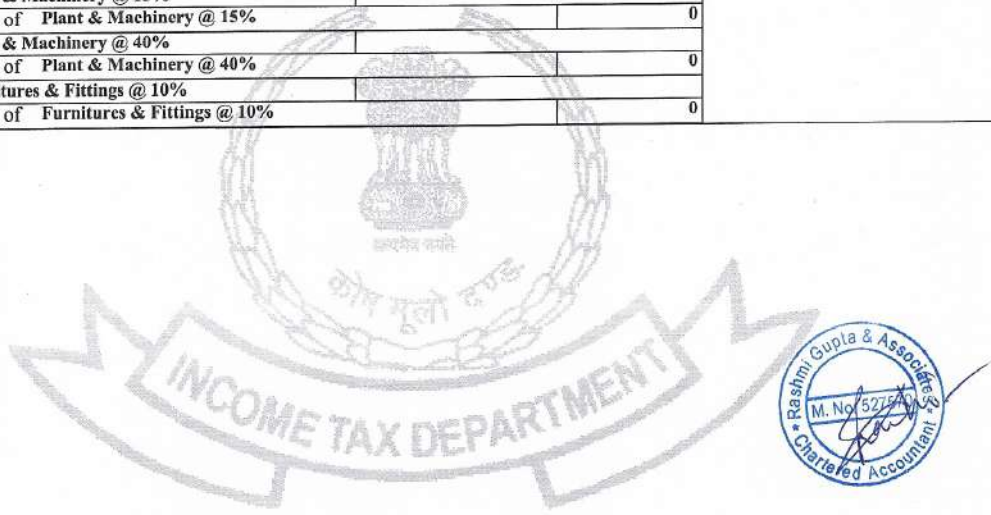 of Plant & Machinery @ 15% 0
& Machinery @ 40%
of Plant & Machinery @ 40% 0
tures & Fittings @ 10%
of Furnitures & Fittings @ 10% 0
सत्यमेव जयते
कोष मूलो दण्डः
INCOME TAX DEPARTMENT
Rashmi Gupta & Associates
M. No. 5275
* Chartered Accountant *